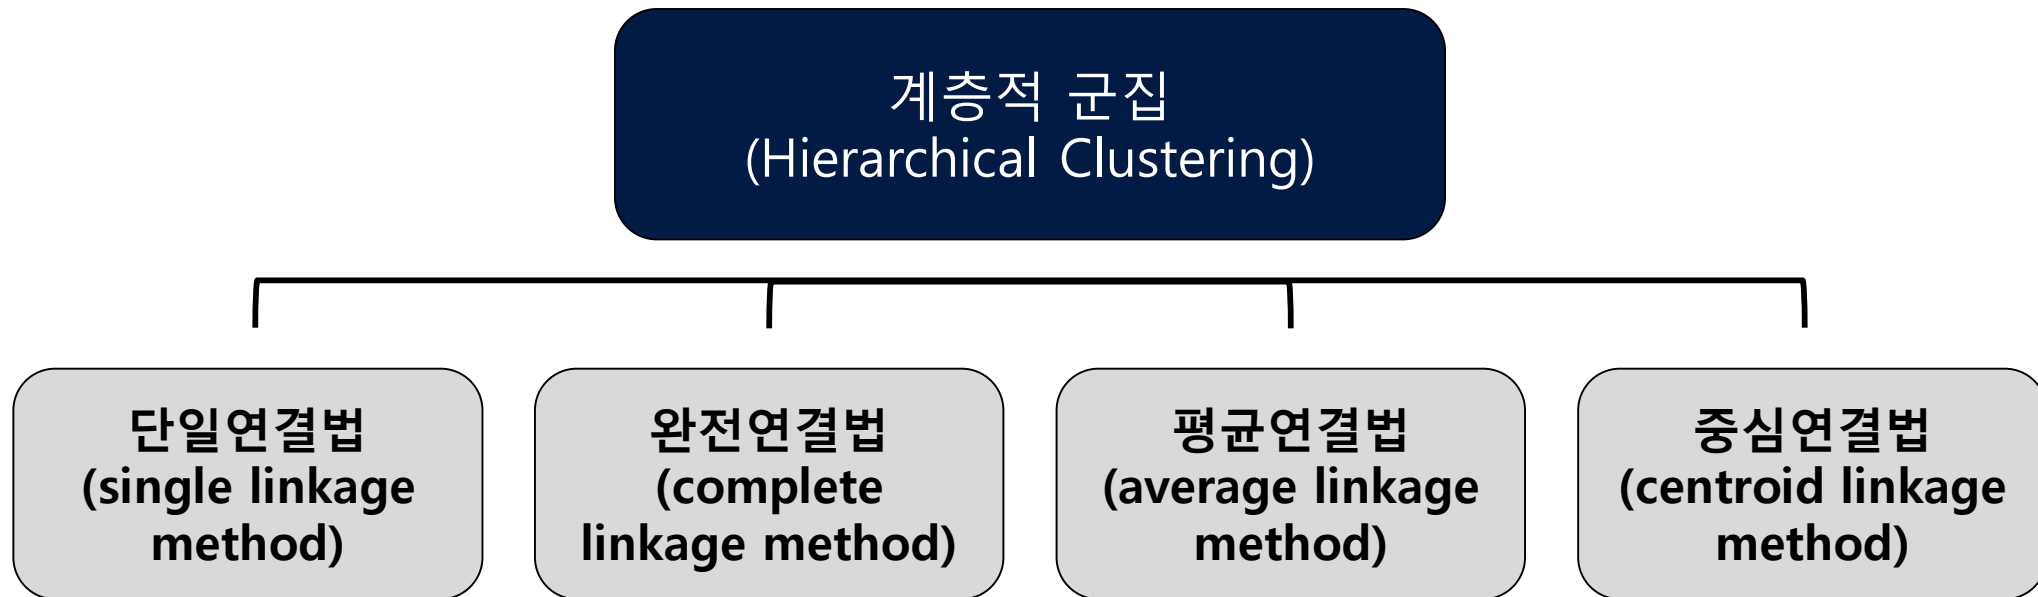 계층적 군집
(Hierarchical Clustering)
단일연결법
(single linkage
method)
완전연결법
(complete
linkage method)
평균연결법
(average linkage
method)
중심연결법
(centroid linkage
method)